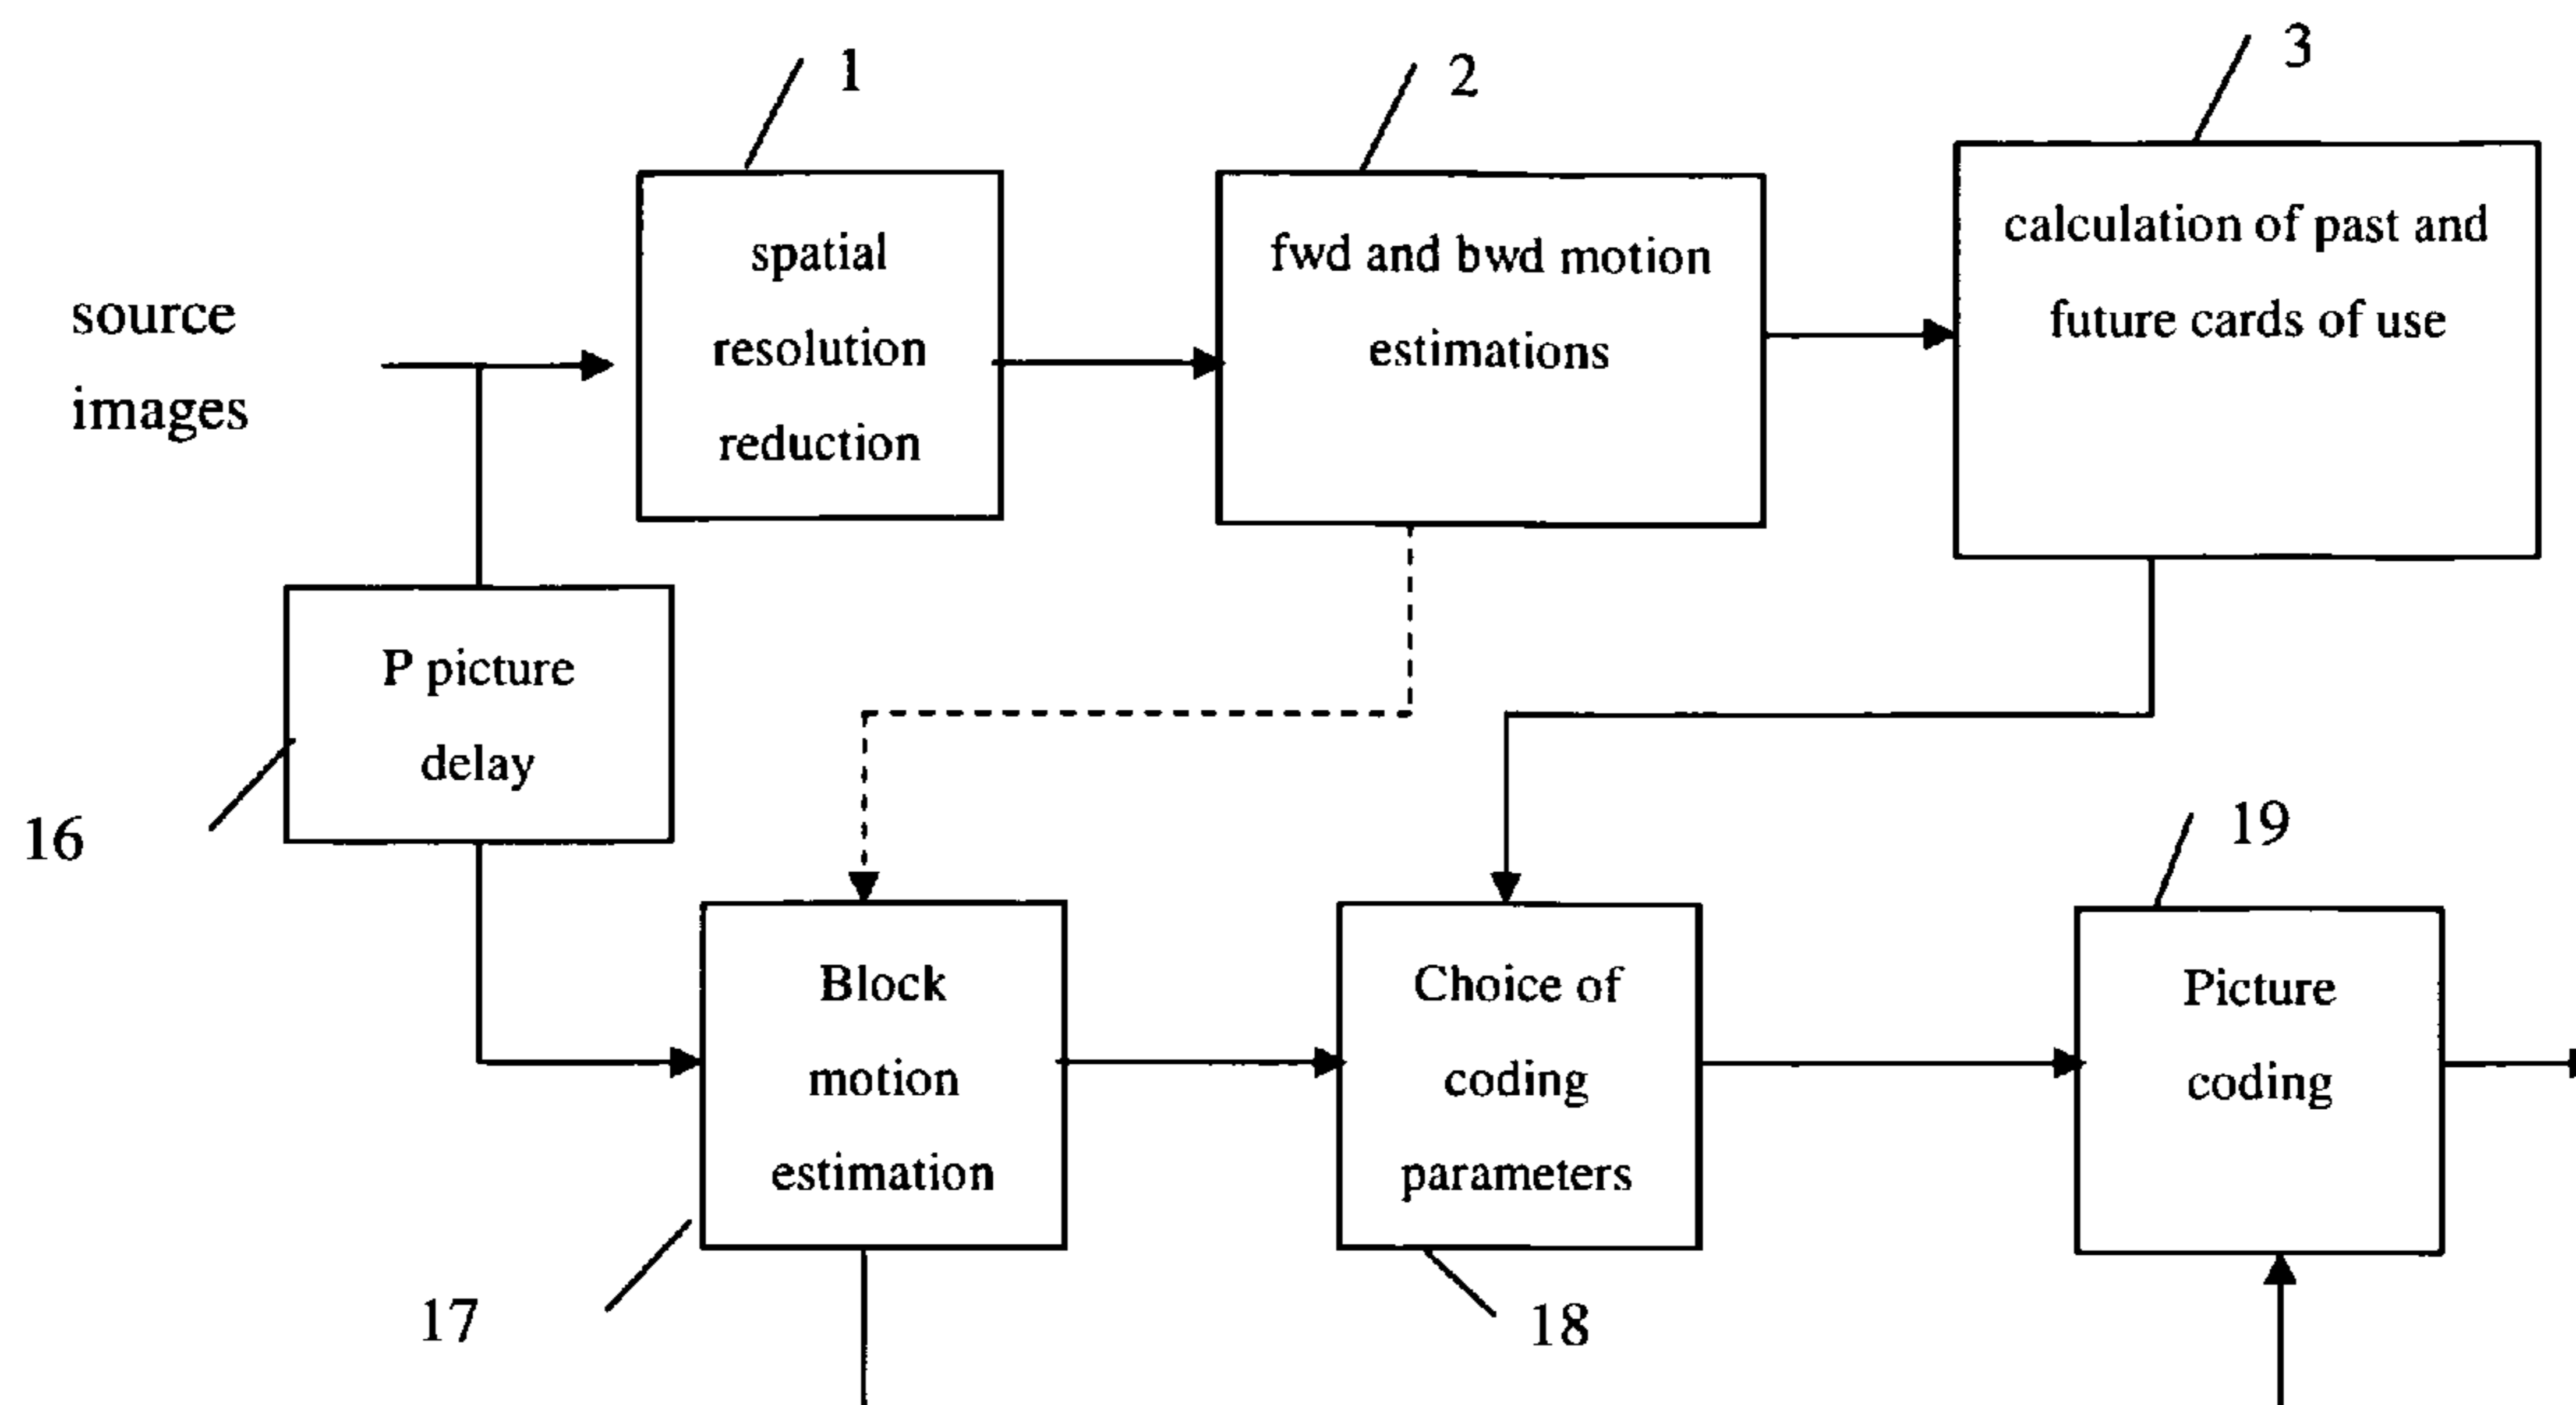 1
2
3
spatial
resolution
reduction
fwd and bwd motion
estimations
calculation of past and
future cards of use
source
images
P picture
delay
16
19
Block
motion
estimation
Choice of
coding
parameters
Picture
coding
17
18